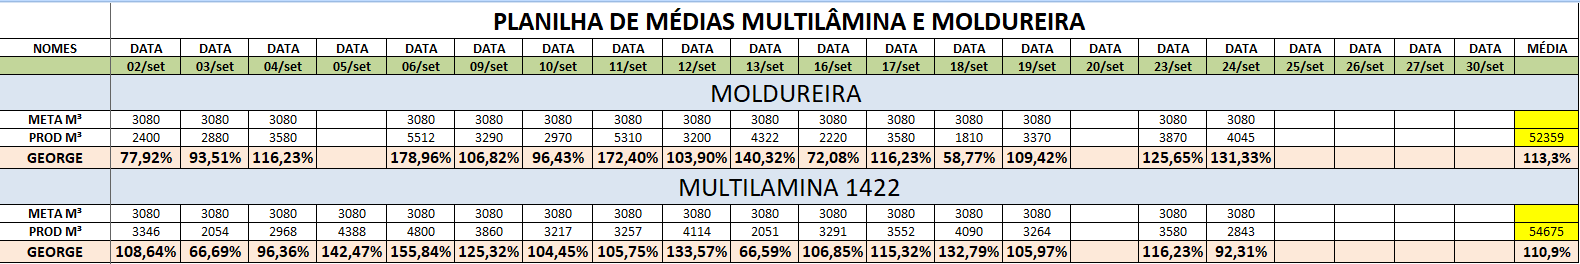 PLANILHA DE MÉDIAS MULTILÂMINA E MOLDUREIRA
NOMES DATA DATA DATA DATA DATA DATA DATA DATA DATA DATA DATA DATA DATA DATA DATA DATA DATA DATA DATA DATA DATA MÉDIA
02/set 03/set 04/set 05/set 06/set 09/set 10/set 11/set 12/set 13/set 16/set 17/set 18/set 19/set 20/set 23/set 24/set 25/set 26/set 27/set 30/set
MOLDUREIRA
META M³ 3080 3080 3080 3080 3080 3080 3080 3080 3080 3080 3080 3080 3080 3080 3080
PROD M³ 2400 2880 3580 5512 3290 2970 5310 3200 4322 2220 3580 1810 3370 3870 4045 52359
GEORGE 77,92% 93,51% 116,23% 178,96% 106,82% 96,43% 172,40% 103,90% 140,32% 72,08% 116,23% 58,77% 109,42% 125,65% 131,33% 113,3%
MULTILAMINA 1422
META M³ 3080 3080 3080 3080 3080 3080 3080 3080 3080 3080 3080 3080 3080 3080 3080 3080
PROD M³ 3346 2054 2968 4388 4800 3860 3217 3257 4114 2051 3291 3552 4090 3264 3580 2843 54675
GEORGE 108,64% 66,69% 96,36% 142,47% 155,84% 125,32% 104,45% 105,75% 133,57% 66,59% 106,85% 115,32% 132,79% 105,97% 116,23% 92,31% 110,9%